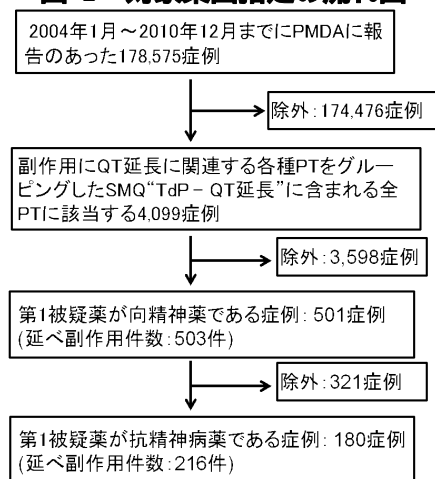 2004年1月～2010年12月までにPMDAに報
告のあった178,575症例
除外:174,476症例
副作用にQT延長に関連する各種PTをグルー
ピングしたSMQ“TdP－QT延長”に含まれる全
PTに該当する4,099症例
除外:3,598症例
第1被疑薬が向精神薬である症例:501症例
(延べ副作用件数:503件)
除外:321症例
第1被疑薬が抗精神病薬である症例:180症例
(延べ副作用件数:216件)